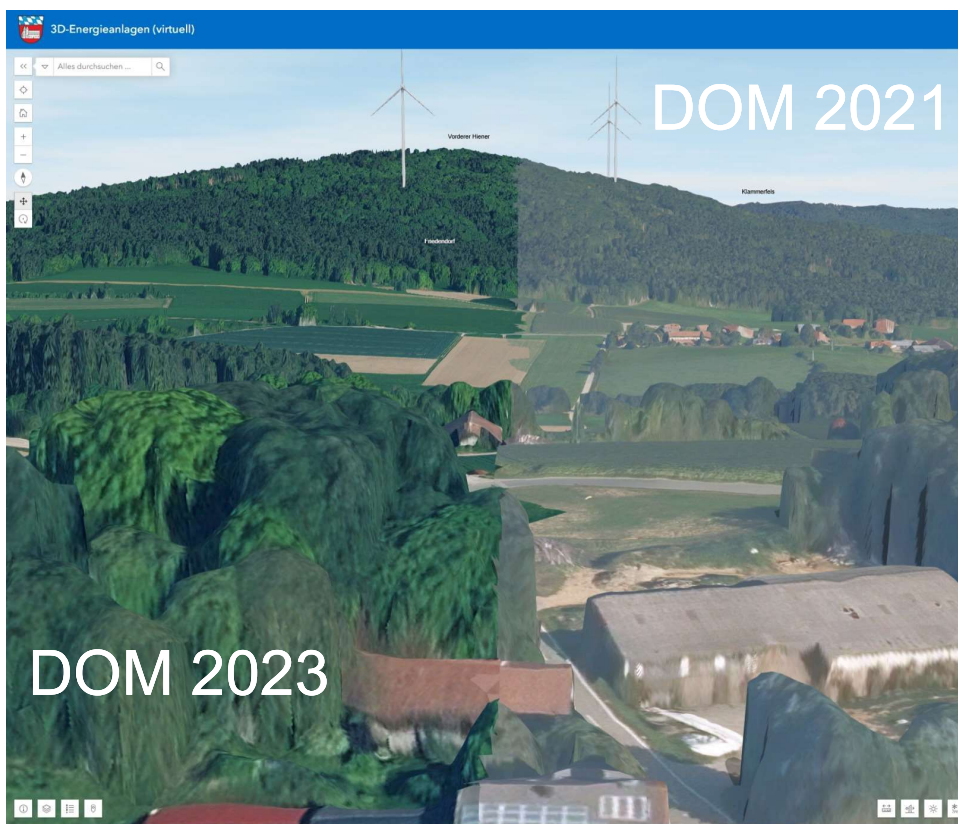 3D-Energieanlagen (virtuell)
Alles durchsuchen ...
DOM 2021
Vorderer Hiener
Klammerfels
Friedendorf
DOM 2023